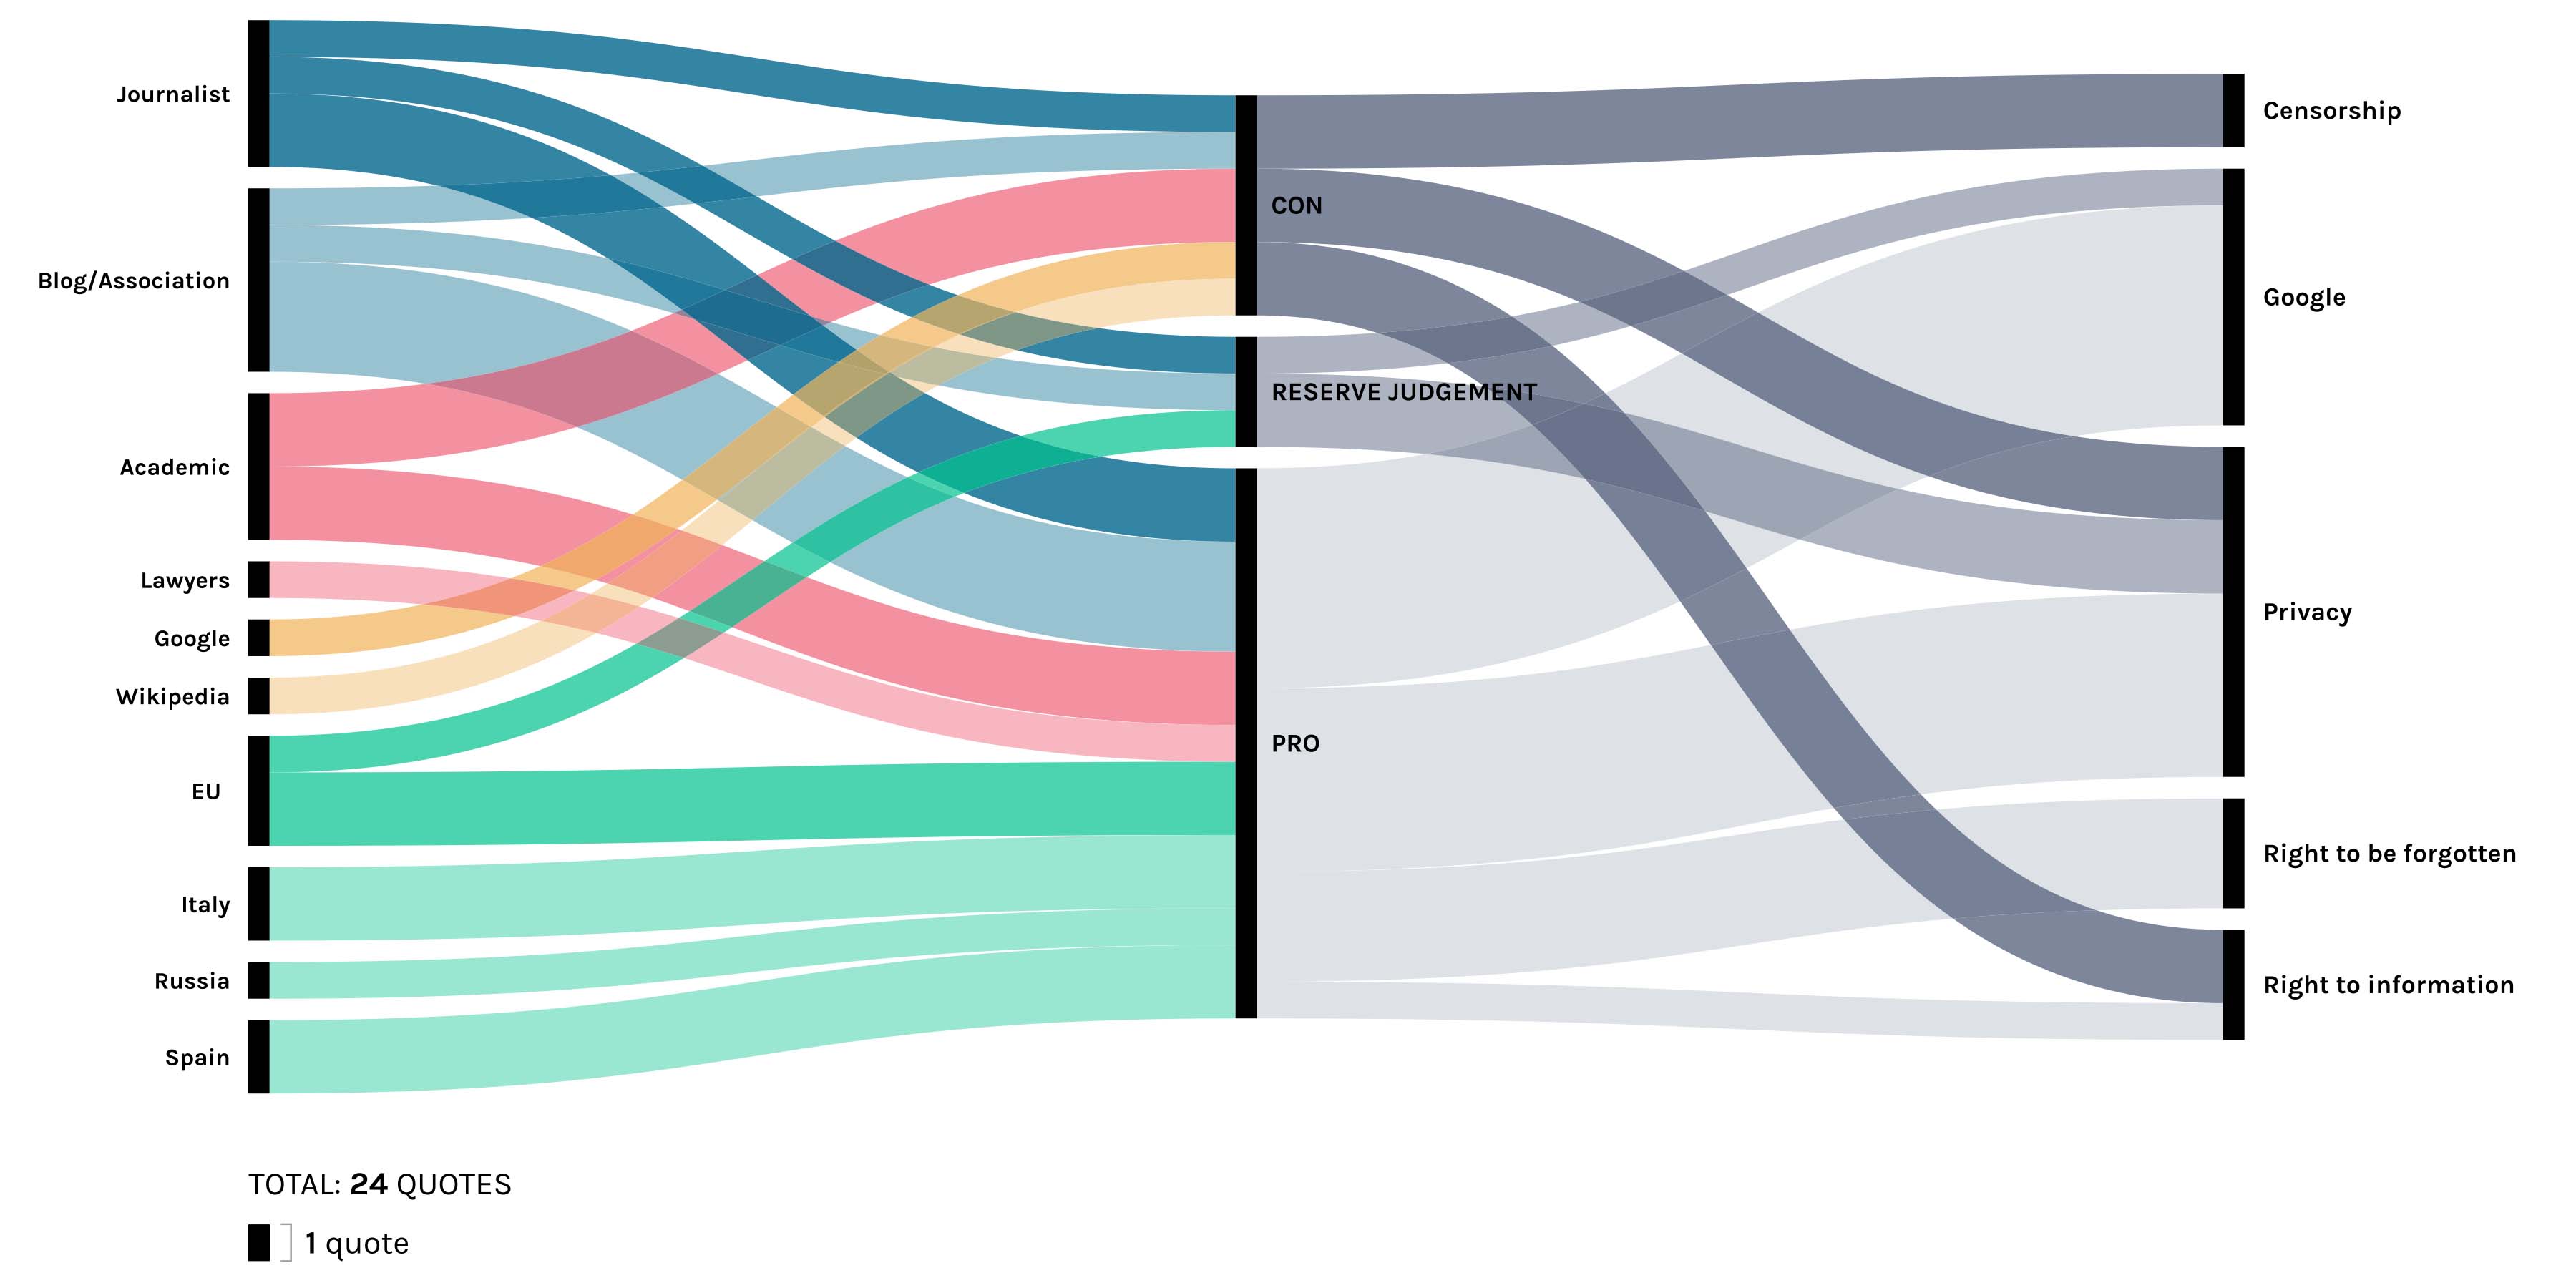 Journalist
Blog/Association
Academic
Lawyers
Google
Wikipedia
EU
Italy
Russia
Spain
CON
RESERVE JUDGEMENT
PRO
Censorship
Google
Privacy
Right to be forgotten
Right to information
TOTAL: 24 QUOTES
1 quote